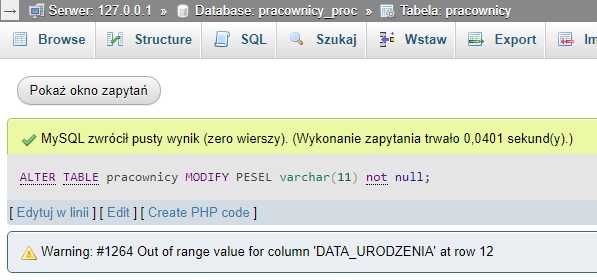 Serwer: 127.0.0.1 » Database: pracownicy_proc » Tabela: pracownicy
Browse Structure SQL Szukaj Wstaw Export Im
Pokaż okno zapytań
MySQL zwrócił pusty wynik (zero wierszy). (Wykonanie zapytania trwało 0,0401 sekund(y).)
ALTER TABLE pracownicy MODIFY PESEL varchar(11) not null;
[ Edytuj w linii ] [ Edit ] [ Create PHP code ]
Warning: #1264 Out of range value for column 'DATA_URODZENIA' at row 12